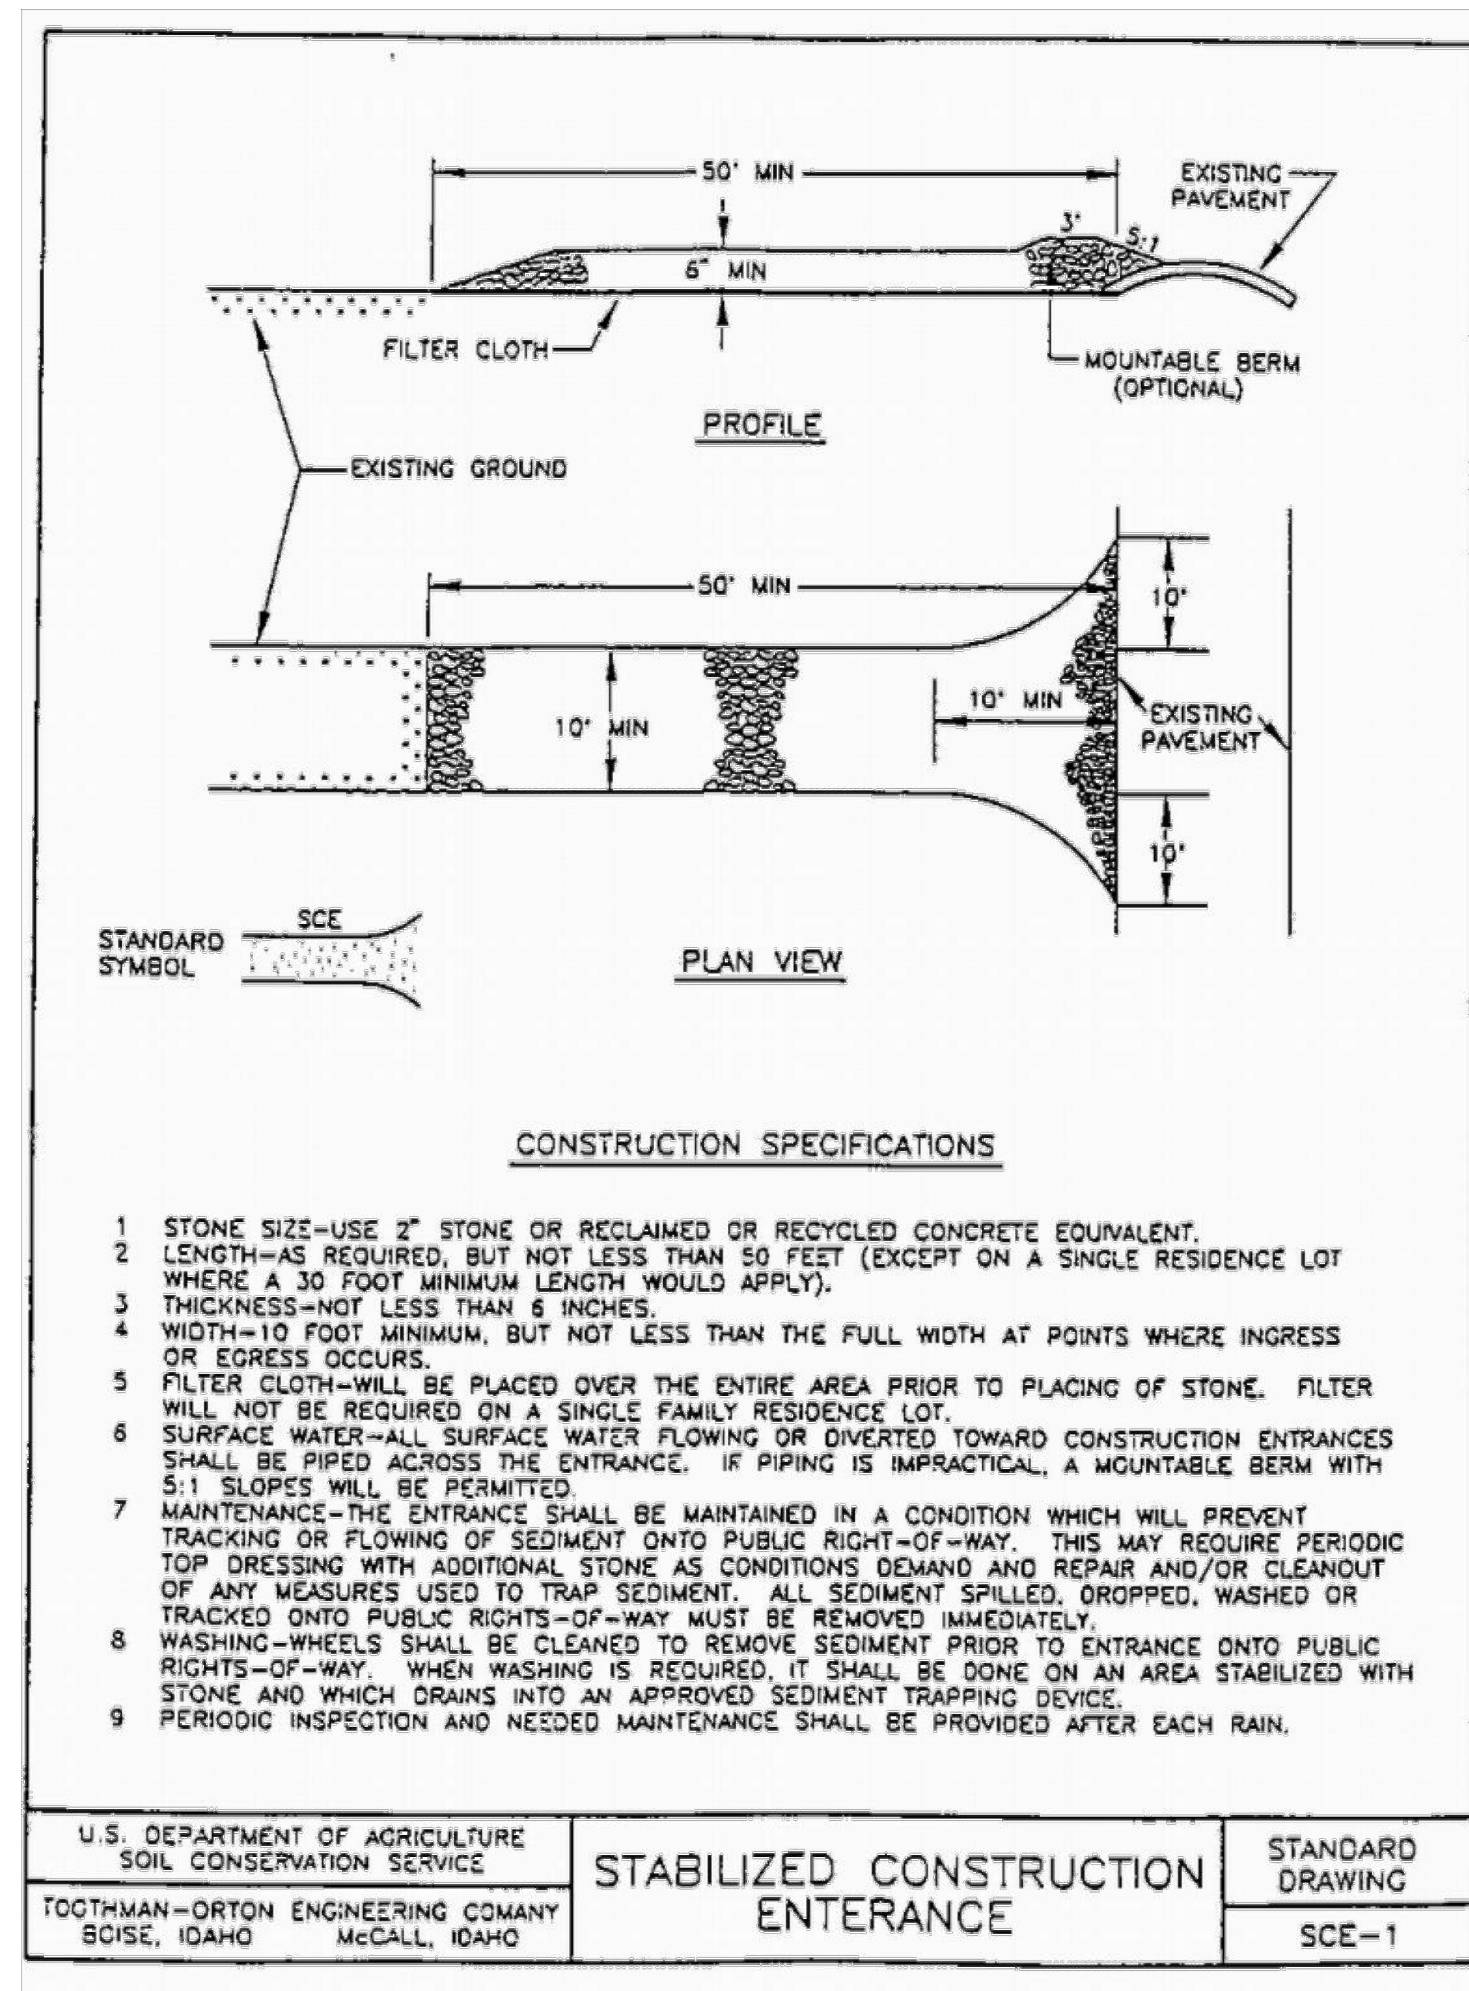 50' MIN
EXISTING
PAVEMENT
3'
5:1
6" MIN
FILTER CLOTH
MOUNTABLE BERM
(OPTIONAL)
PROFILE
EXISTING GROUND
50' MIN
10'
10' MIN
10' MIN
EXISTING
PAVEMENT
10'
SCE
STANDARD
SYMBOL
PLAN VIEW
CONSTRUCTION SPECIFICATIONS
1 STONE SIZE-USE 2" STONE OR RECLAIMED OR RECYCLED CONCRETE EQUIVALENT.
2 LENGTH-AS REQUIRED, BUT NOT LESS THAN 50 FEET (EXCEPT ON A SINGLE RESIDENCE LOT
WHERE A 30 FOOT MINIMUM LENGTH WOULD APPLY).
3 THICKNESS-NOT LESS THAN 6 INCHES.
4 WIDTH-10 FOOT MINIMUM, BUT NOT LESS THAN THE FULL WIDTH AT POINTS WHERE INGRESS
OR EGRESS OCCURS.
5 FILTER CLOTH-WILL BE PLACED OVER THE ENTIRE AREA PRIOR TO PLACING OF STONE. FILTER
WILL NOT BE REQUIRED ON A SINGLE FAMILY RESIDENCE LOT.
6 SURFACE WATER-ALL SURFACE WATER FLOWING OR DIVERTED TOWARD CONSTRUCTION ENTRANCES
SHALL BE PIPED ACROSS THE ENTRANCE. IF PIPING IS IMPRACTICAL, A MOUNTABLE BERM WITH
5:1 SLOPES WILL BE PERMITTED.
7 MAINTENANCE-THE ENTRANCE SHALL BE MAINTAINED IN A CONDITION WHICH WILL PREVENT
TRACKING OR FLOWING OF SEDIMENT ONTO PUBLIC RIGHT-OF-WAY. THIS MAY REQUIRE PERIODIC
TOP DRESSING WITH ADDITIONAL STONE AS CONDITIONS DEMAND AND REPAIR AND/OR CLEANOUT
OF ANY MEASURES USED TO TRAP SEDIMENT. ALL SEDIMENT SPILLED, DROPPED, WASHED OR
TRACKED ONTO PUBLIC RIGHTS-OF-WAY MUST BE REMOVED IMMEDIATELY.
8 WASHING-WHEELS SHALL BE CLEANED TO REMOVE SEDIMENT PRIOR TO ENTRANCE ONTO PUBLIC
RIGHTS-OF-WAY. WHEN WASHING IS REQUIRED, IT SHALL BE DONE ON AN AREA STABILIZED WITH
STONE AND WHICH DRAINS INTO AN APPROVED SEDIMENT TRAPPING DEVICE.
9 PERIODIC INSPECTION AND NEEDED MAINTENANCE SHALL BE PROVIDED AFTER EACH RAIN.
U.S. DEPARTMENT OF AGRICULTURE
SOIL CONSERVATION SERVICE
TOOTHMAN-ORTON ENGINEERING COMANY
BOISE, IDAHO McCALL, IDAHO
STABILIZED CONSTRUCTION
ENTERANCE
STANDARD
DRAWING
SCE-1